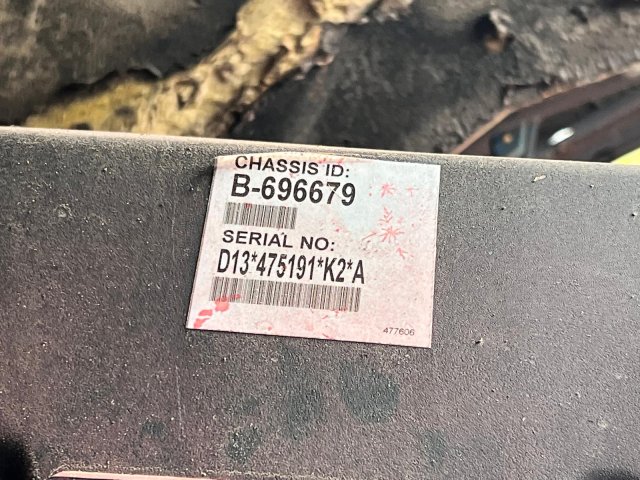 CHASSIS ID:
B-696679
SERIAL NO:
D13*475191*K2*A
477606